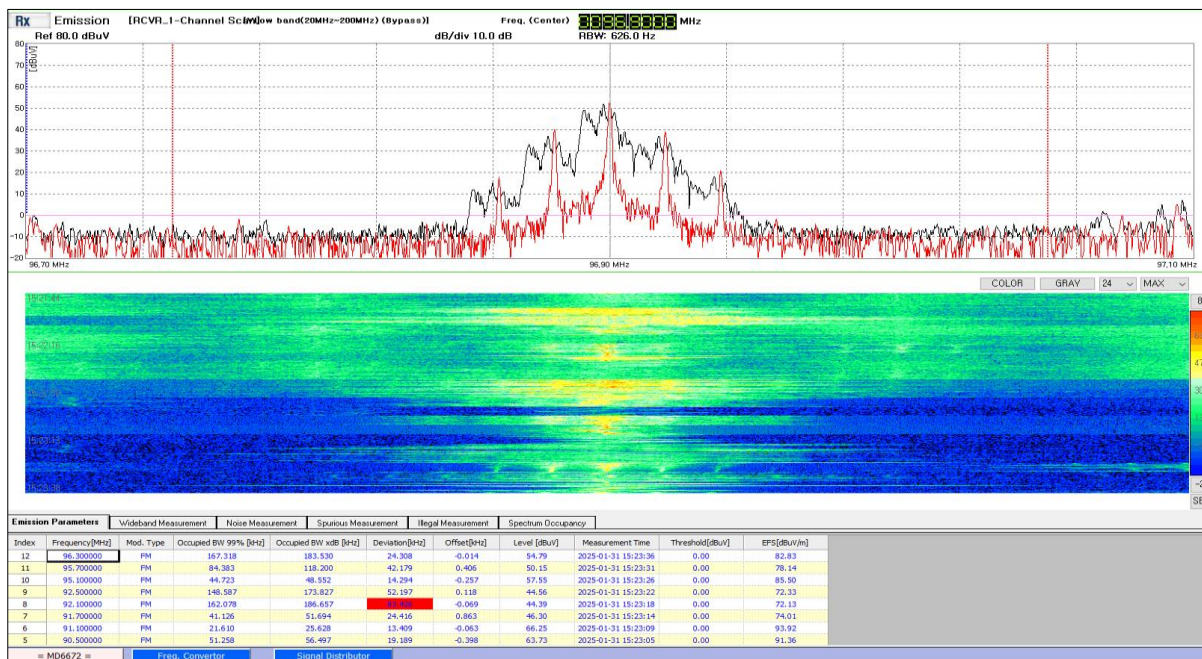 Rx Emission [RCVR_1-Channel Scan] Freq. (Center) MHz
Ref 80.0 dBuV dB/div 10.0 dB RBW: 626.0 Hz
80
70
60
50
40
30
20
10
0
-10
-20
[dBuV]
96,70 MHz 96,90 MHz 97,10 MHz
COLOR GRAY 24 MAX
15:22:16
47
30
Emission Parameters Wideband Measurement Noise Measurement Spurious Measurement Illegal Measurement Spectrum Occupancy
Index Frequency[MHz] Mod. Type Occupied BW 99% [kHz] Occupied BW xdB [kHz] Deviation[kHz] Offset[kHz] Level [dBuV] Measurement Time Threshold[dBuV] EFS[dBuV/m]
12 96.300000 FM 167.318 183.530 24.308 -0.014 54.79 2025-01-31 15:23:36 0.00 82.83
11 95.700000 FM 84.383 118.200 42.179 0.406 50.15 2025-01-31 15:23:31 0.00 78.14
10 95.100000 FM 44.723 48.552 14.294 -0.257 57.55 2025-01-31 15:23:26 0.00 85.50
9 92.500000 FM 148.587 173.827 52.197 0.118 44.56 2025-01-31 15:23:22 0.00 72.33
8 92.100000 FM 162.078 186.657 -0.069 44.39 2025-01-31 15:23:18 0.00 72.13
7 91.700000 FM 41.126 51.694 24.416 0.863 46.30 2025-01-31 15:23:14 0.00 74.01
6 91.100000 FM 21.610 25.628 13.409 -0.063 66.25 2025-01-31 15:23:09 0.00 93.92
5 90.500000 FM 51.258 56.497 19.189 -0.398 63.73 2025-01-31 15:23:05 0.00 91.36
= MD6672 = Freq. Convertor Signal Distributor